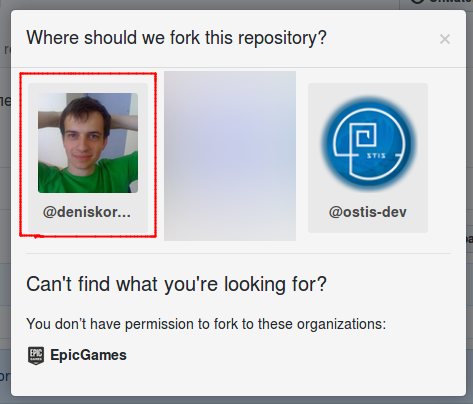 Where should we fork this repository?
×
@deniskor...
STIS
@ostis-dev
Can't find what you're looking for?
You don’t have permission to fork to these organizations:
EPIC
GAMES
EpicGames